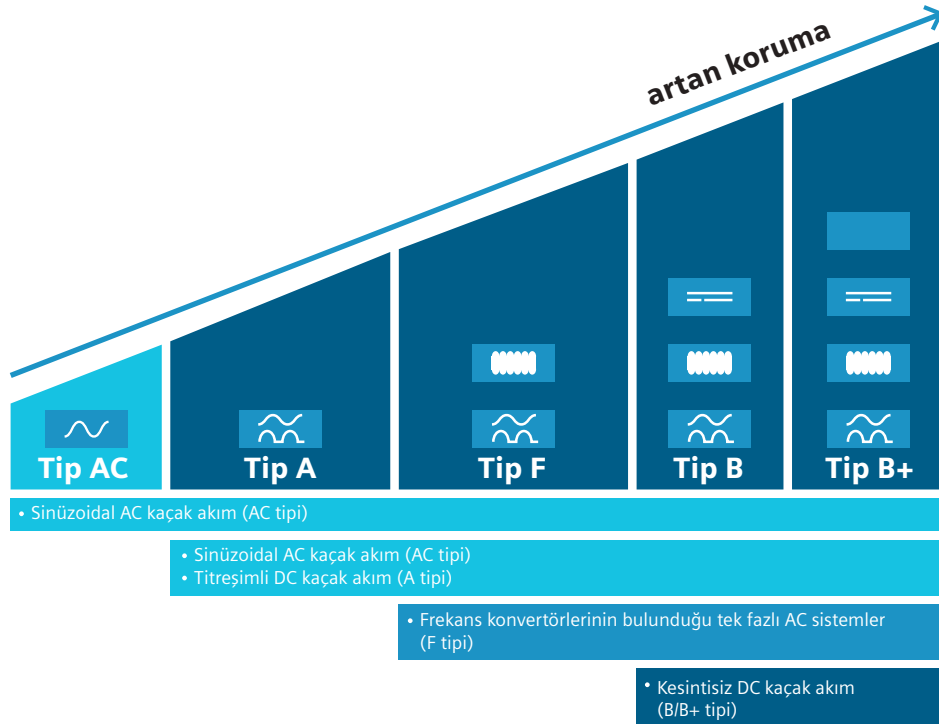 artan koruma
Tip AC
Tip A
Tip F
Tip B
Tip B+
• Sinüzoidal AC kaçak akım (AC tipi)
• Sinüzoidal AC kaçak akım (AC tipi)
• Titreşimli DC kaçak akım (A tipi)
• Frekans konvertörlerinin bulunduğu tek fazlı AC sistemler
(F tipi)
• Kesintisiz DC kaçak akım
(B/B+ tipi)